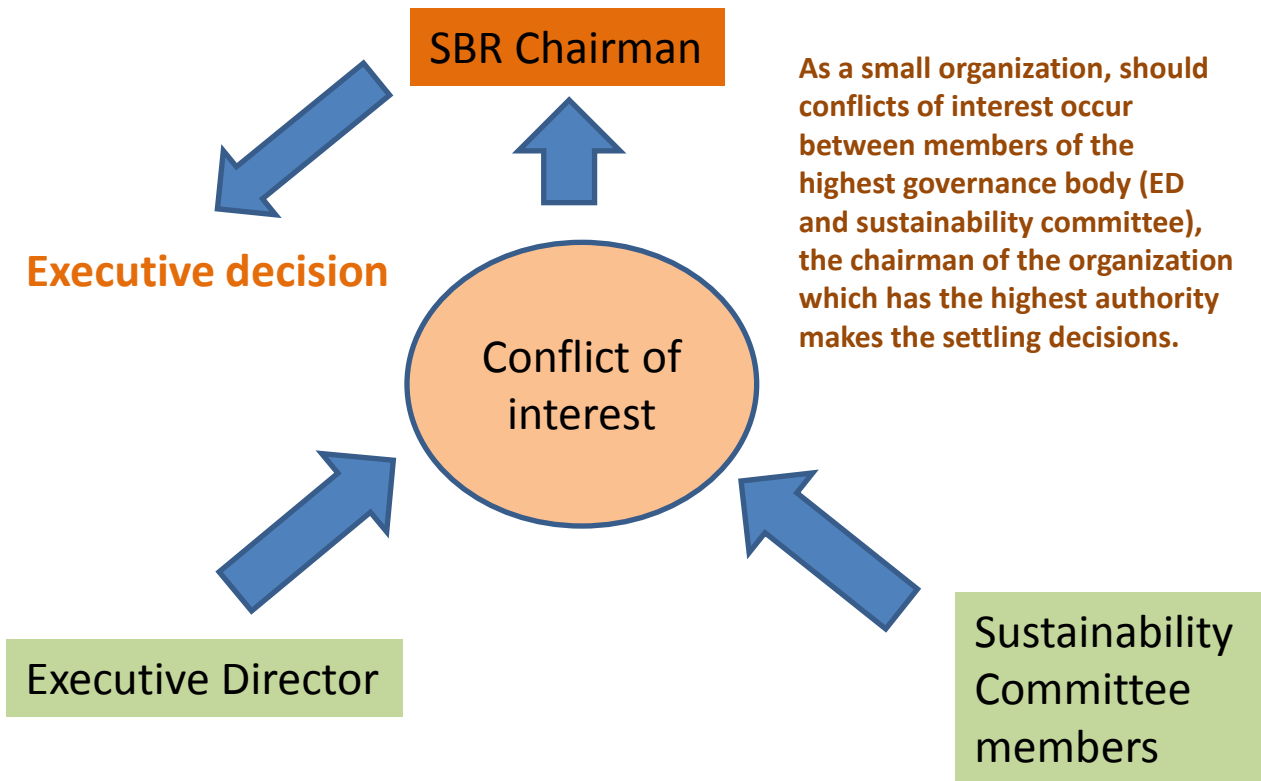 SBR Chairman
As a small organization, should
conflicts of interest occur
between members of the
highest governance body (ED
and sustainability committee),
the chairman of the organization
which has the highest authority
makes the settling decisions.
Executive decision
Conflict of
interest
Executive Director
Sustainability
Committee
members